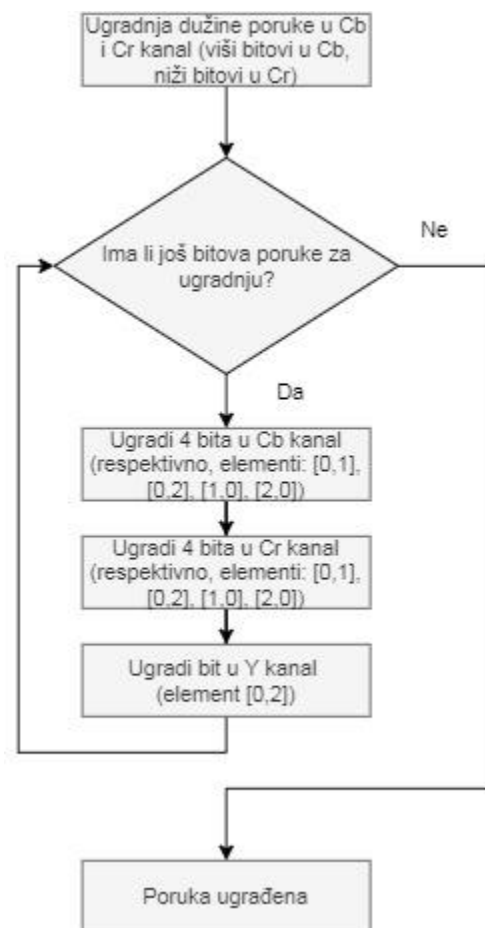 Ugradnja dužine poruke u Cb
i Cr kanal (viši bitovi u Cb,
niži bitovi u Cr)
Ima li još bitova poruke za
ugradnju?
Ne
Da
Ugradi 4 bita u Cb kanal
(respektivno, elementi: [0,1],
[0,2], [1,0], [2,0])
Ugradi 4 bita u Cr kanal
(respektivno, elementi: [0,1],
[0,2], [1,0], [2,0])
Ugradi bit u Y kanal
(element [0,2])
Poruka ugrađena